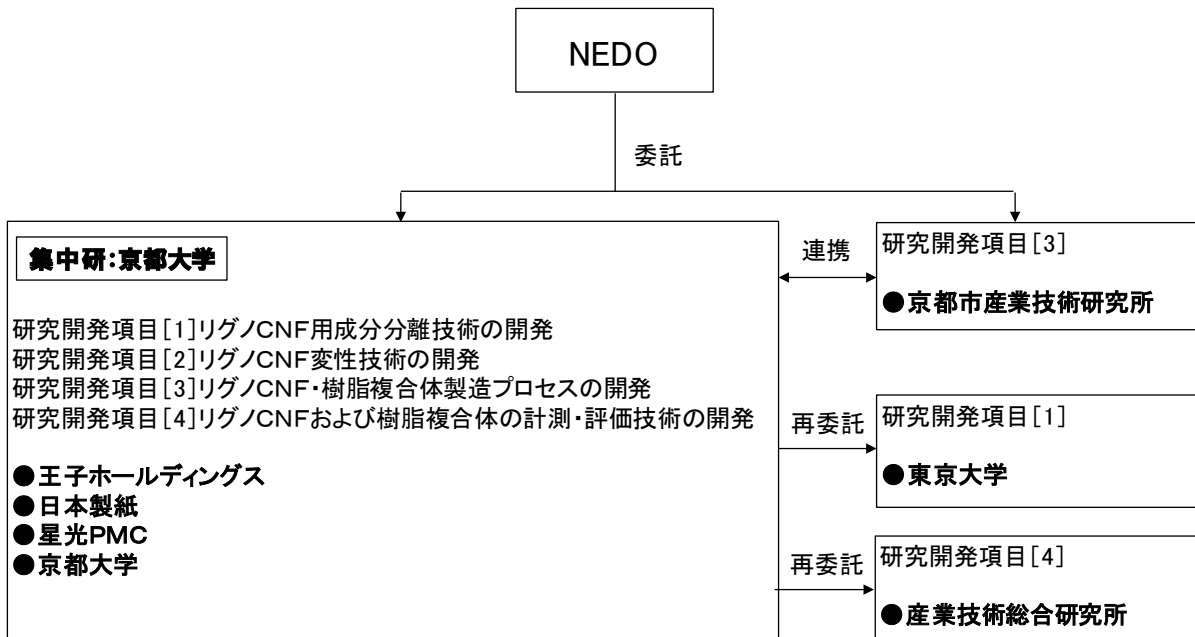 NEDO
委託
集中研:京都大学
研究開発項目[1]リグノCNF用成分分離技術の開発
研究開発項目[2]リグノCNF変性技術の開発
研究開発項目[3]リグノCNF・樹脂複合体製造プロセスの開発
研究開発項目[4]リグノCNFおよび樹脂複合体の計測・評価技術の開発
●王子ホールディングス
●日本製紙
●星光PMC
●京都大学
連携
研究開発項目[3]
●京都市産業技術研究所
再委託
研究開発項目[1]
●東京大学
再委託
研究開発項目[4]
●産業技術総合研究所